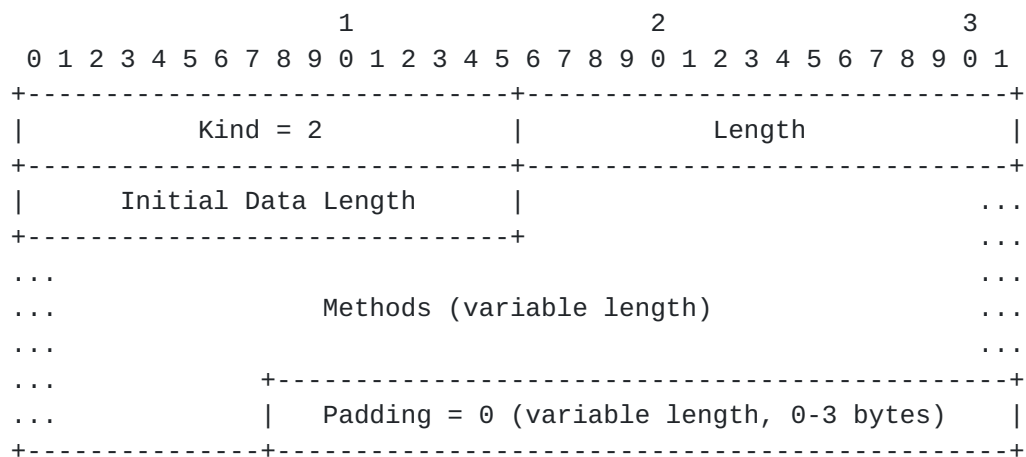 1                   2                   3
 0 1 2 3 4 5 6 7 8 9 0 1 2 3 4 5 6 7 8 9 0 1 2 3 4 5 6 7 8 9 0 1
+-------------------------------+-------------------------------+
|           Kind = 2            |            Length             |
+-------------------------------+-------------------------------+
|      Initial Data Length      |                             ...
+-------------------------------+                             ...
...                                                           ...
...                 Methods (variable length)                 ...
...                                                           ...
...             +-----------------------------------------------+
...             |   Padding = 0 (variable length, 0-3 bytes)    |
+---------------+-----------------------------------------------+